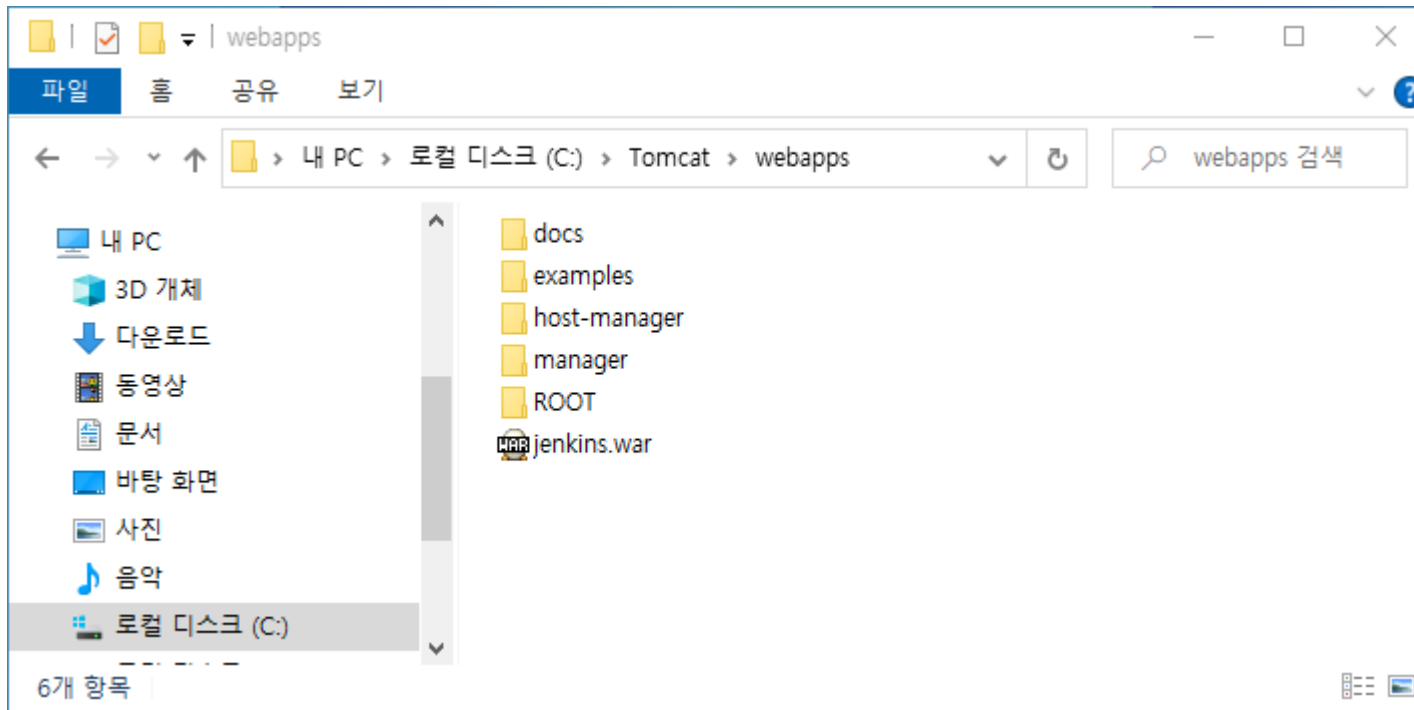 webapps
파일 홈 공유 보기
내 PC 로컬 디스크 (C:) Tomcat webapps
webapps 검색
내 PC
3D 개체
다운로드
동영상
문서
바탕 화면
사진
음악
로컬 디스크 (C:)
docs
examples
host-manager
manager
ROOT
WAR jenkins.war
6개 항목